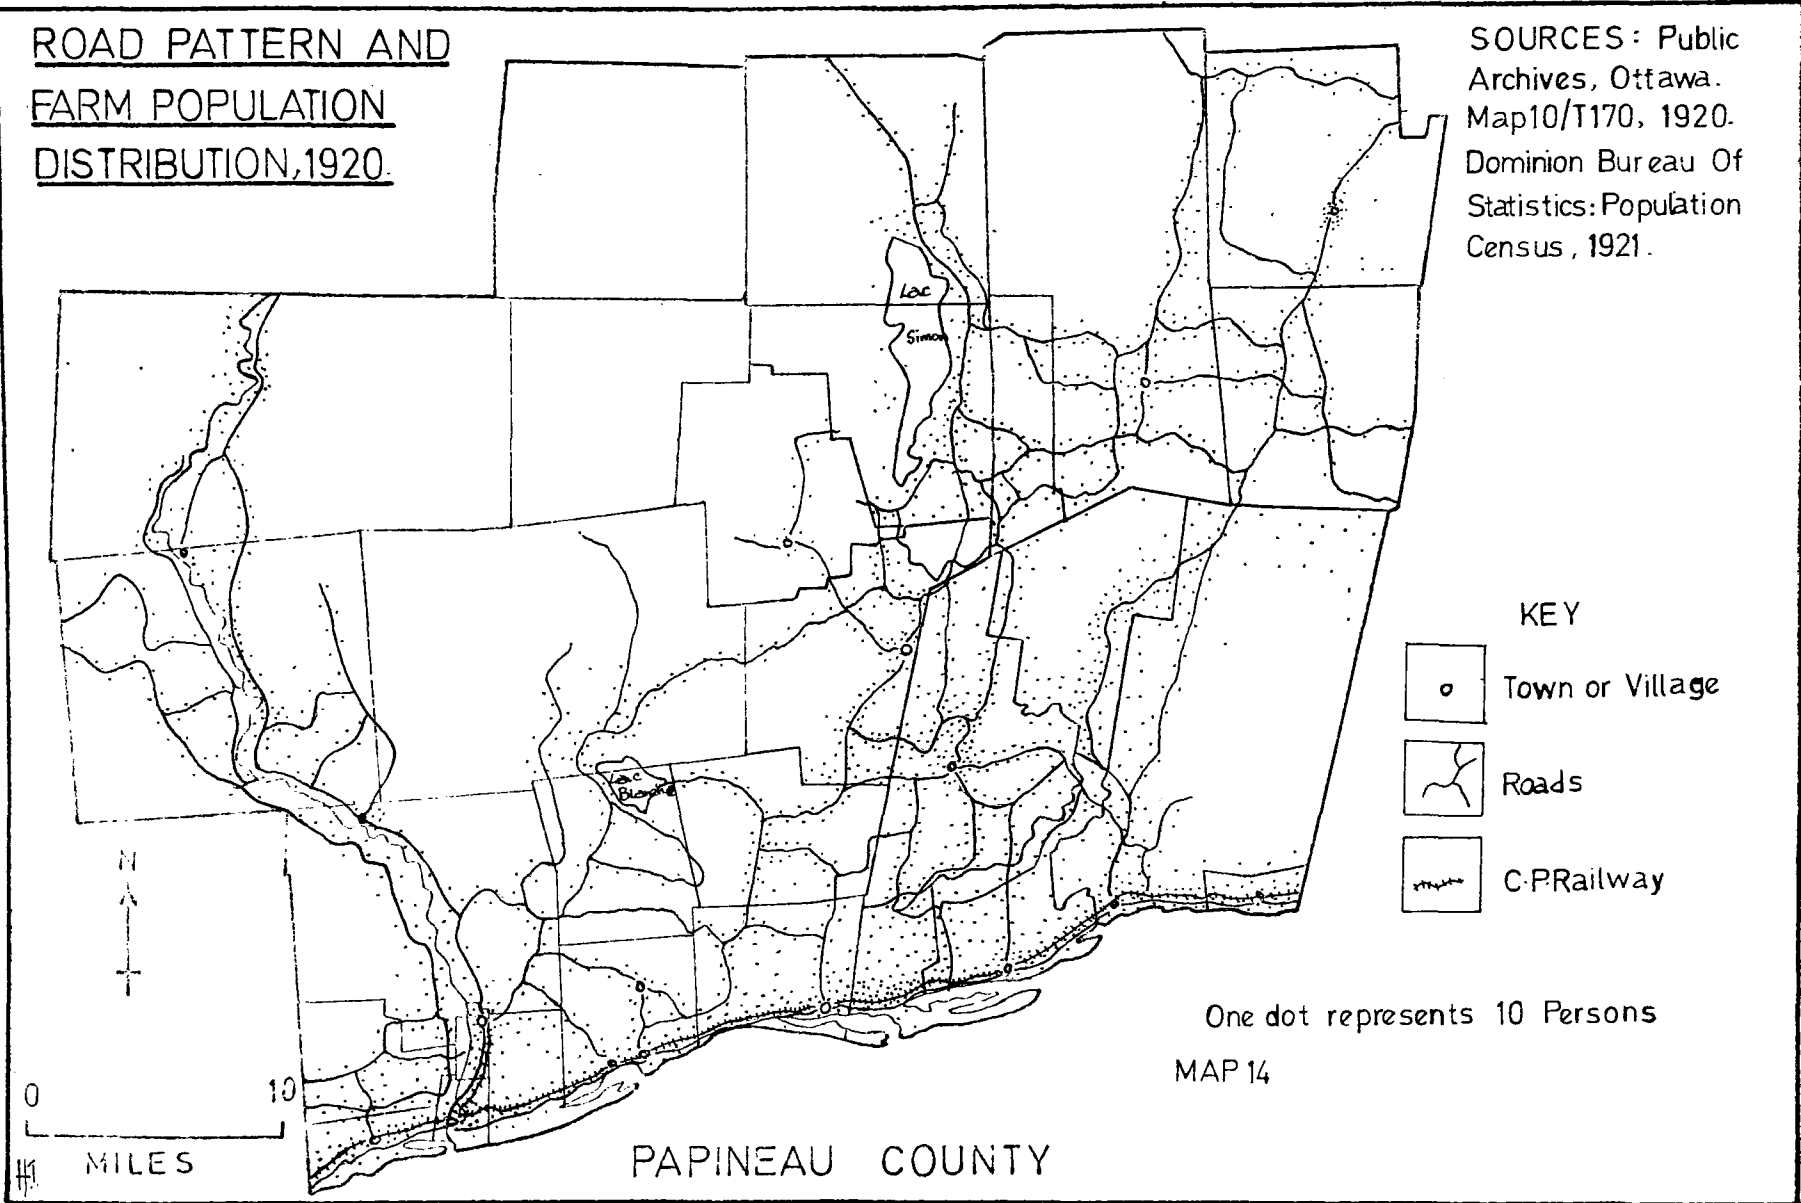 ROAD PATTERN AND
FARM POPULATION
DISTRIBUTION, 1920.
SOURCES: Public
Archives, Ottawa.
Map10/T170, 1920.
Dominion Bureau Of
Statistics: Population
Census, 1921.
Lac
Simon
Lac
Blanche
KEY
Town or Village
Roads
C.P.Railway
One dot represents 10 Persons
MAP 14
N
0 10
MILES
PAPINEAU COUNTY